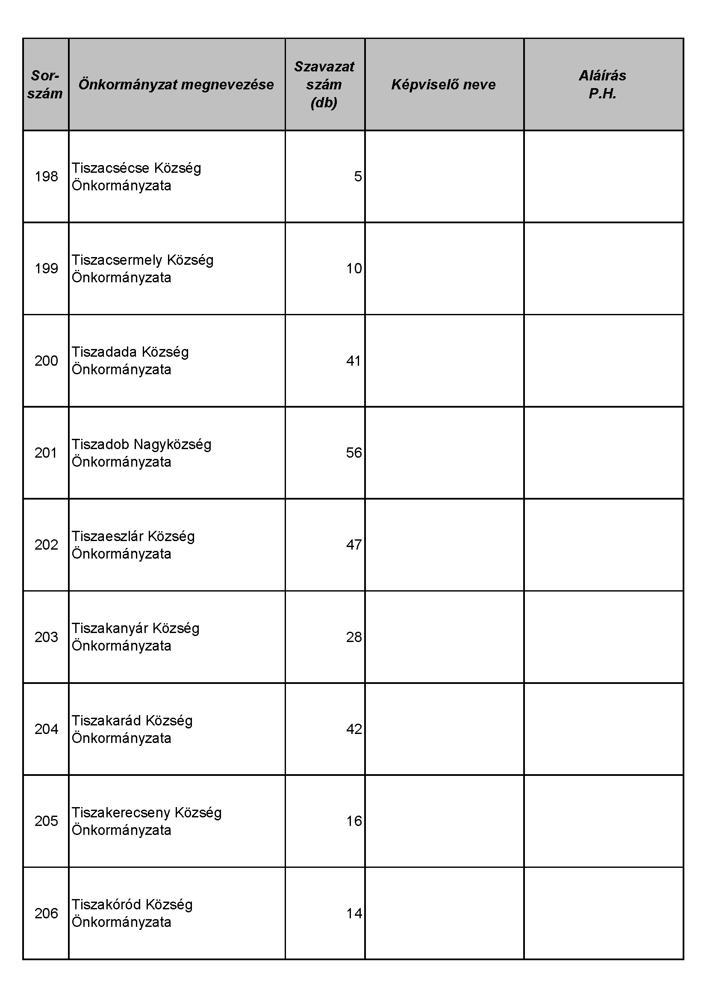 Sor-
szám
Önkormányzat megnevezése
Szavazat
szám
(db)
Képviselő neve
Aláírás
P.H.
198
Tiszacsécse Község
Önkormányzata
5
199
Tiszacsermely Község
Önkormányzata
10
200
Tiszadada Község
Önkormányzata
41
201
Tiszadob Nagyközség
Önkormányzata
56
202
Tiszaeszlár Község
Önkormányzata
47
203
Tiszakanyár Község
Önkormányzata
28
204
Tiszakarád Község
Önkormányzata
42
205
Tiszakerecseny Község
Önkormányzata
16
206
Tiszakóród Község
Önkormányzata
14